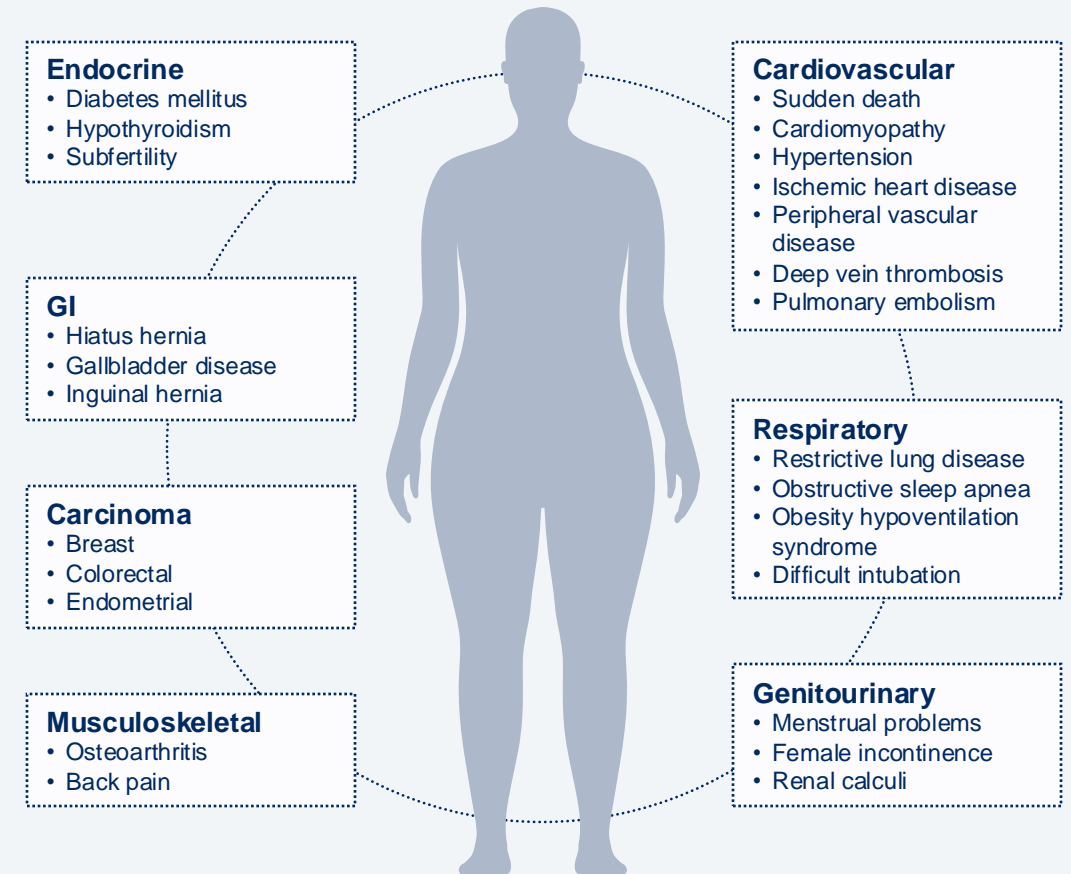 Endocrine
• Diabetes mellitus
• Hypothyroidism
• Subfertility
GI
• Hiatus hernia
• Gallbladder disease
• Inguinal hernia
Carcinoma
• Breast
• Colorectal
• Endometrial
Musculoskeletal
• Osteoarthritis
• Back pain
Cardiovascular
• Sudden death
• Cardiomyopathy
• Hypertension
• Ischemic heart disease
• Peripheral vascular
disease
• Deep vein thrombosis
• Pulmonary embolism
Respiratory
• Restrictive lung disease
• Obstructive sleep apnea
• Obesity hypoventilation
syndrome
• Difficult intubation
Genitourinary
• Menstrual problems
• Female incontinence
• Renal calculi